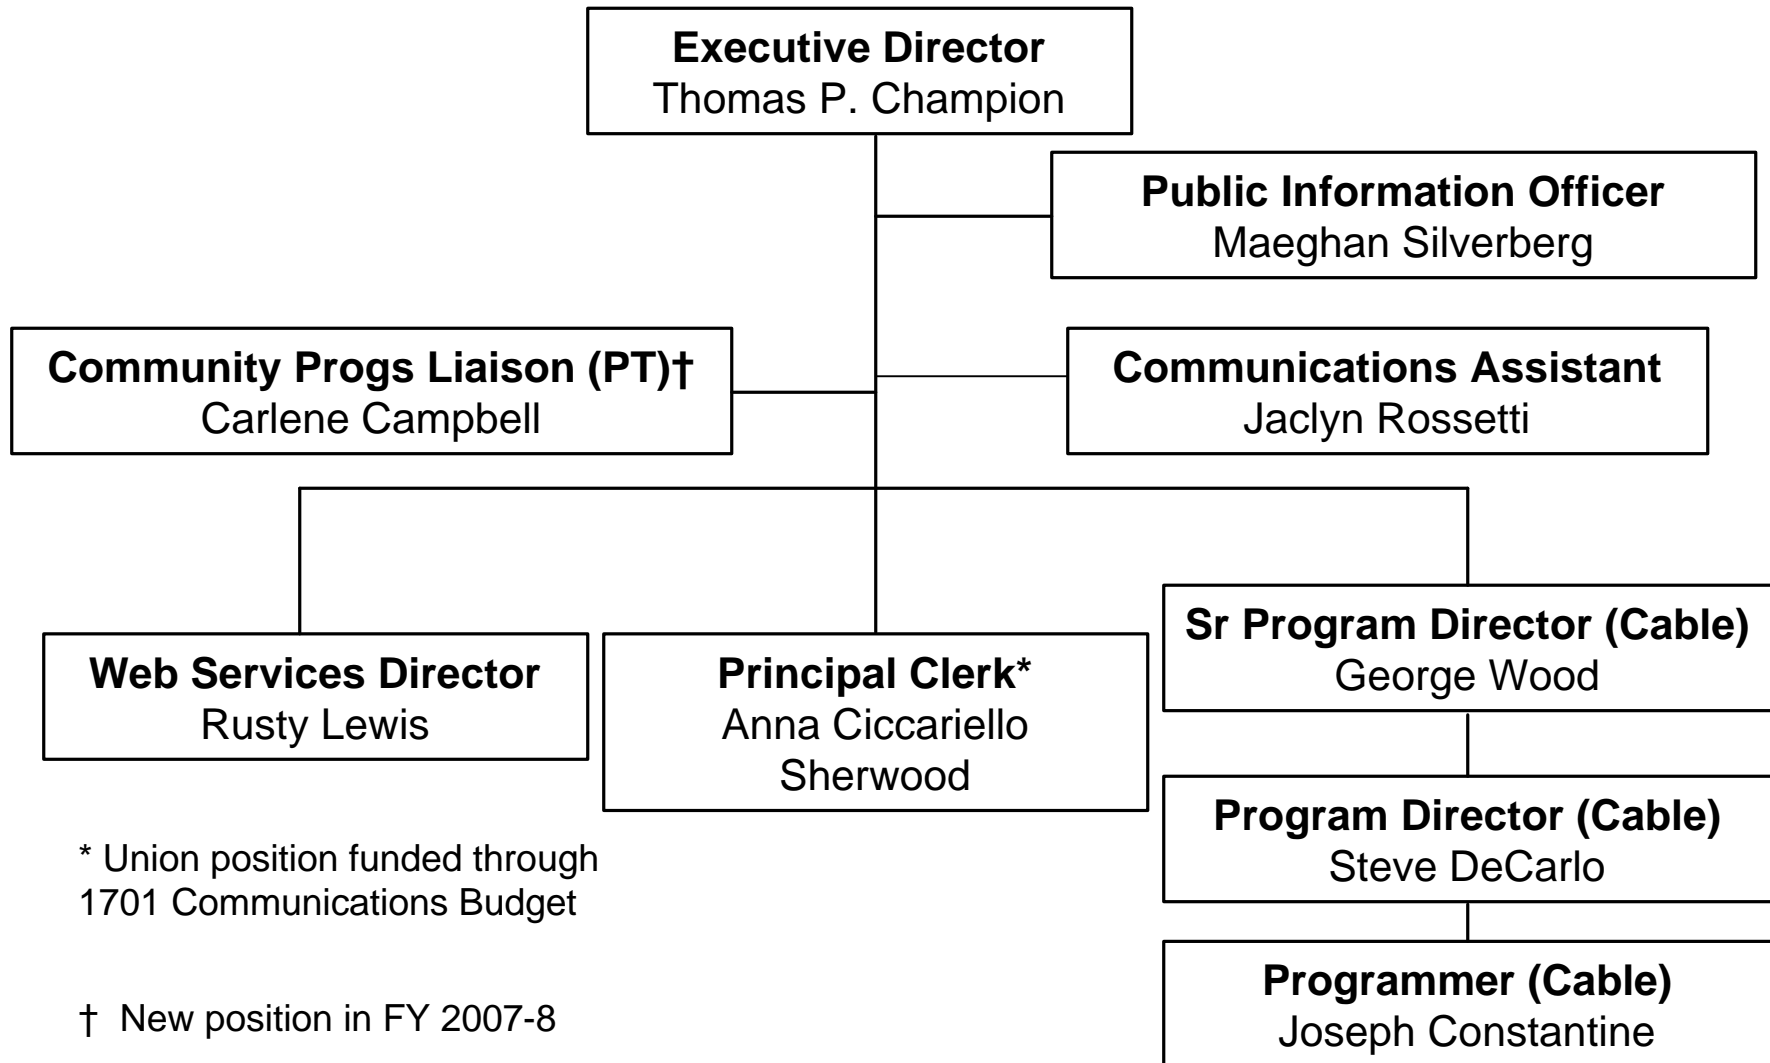 Executive Director
Thomas P. Champion
Public Information Officer
Maeghan Silverberg
Community Progs Liaison (PT)†
Carlene Campbell
Communications Assistant
Jaclyn Rossetti
Web Services Director
Rusty Lewis
Principal Clerk*
Anna Ciccariello
Sherwood
Sr Program Director (Cable)
George Wood
Program Director (Cable)
Steve DeCarlo
Programmer (Cable)
Joseph Constantine
* Union position funded through
1701 Communications Budget
† New position in FY 2007-8